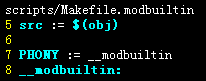 scripts/Makefile.modbuiltin
5 src := $(obj)
6
7 PHONY := __modbuiltin
8 __modbuiltin: